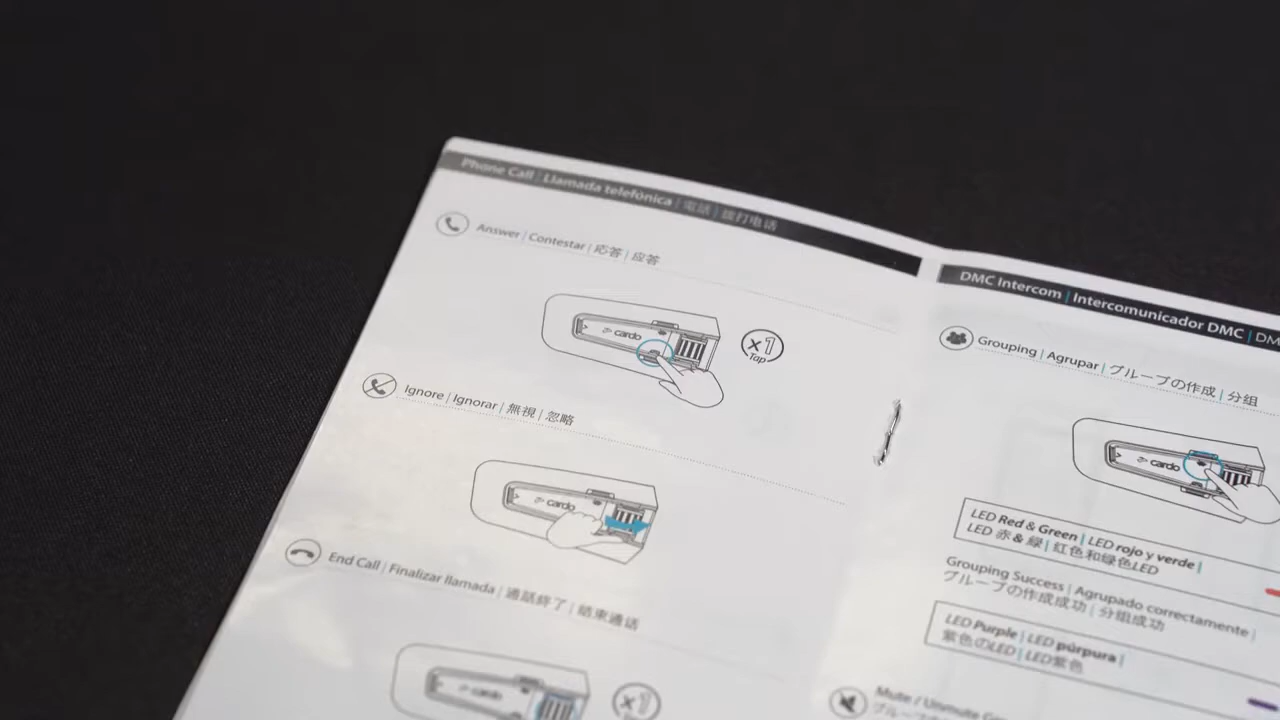 Phone Call | Llamada telefónica | 電話 | 拨打电话
Answer | Contestar | 応答 | 应答
cardo
x1
Tap
Ignore | Ignorar | 無視 | 忽略
cardo
End Call | Finalizar llamada | 通話終了 | 结束通话
cardo
x1
DMC Intercom | Intercomunicador DMC | DM
Grouping | Agrupar | グループの作成 | 分组
cardo
LED Red & Green | LED rojo y verde |
LED 赤 & 緑 | 红色和绿色LED
Grouping Success | Agrupado correctamente |
グループの作成成功 | 分组成功
LED Purple | LED púrpura |
紫色のLED | LED紫色
Mute / Unmute